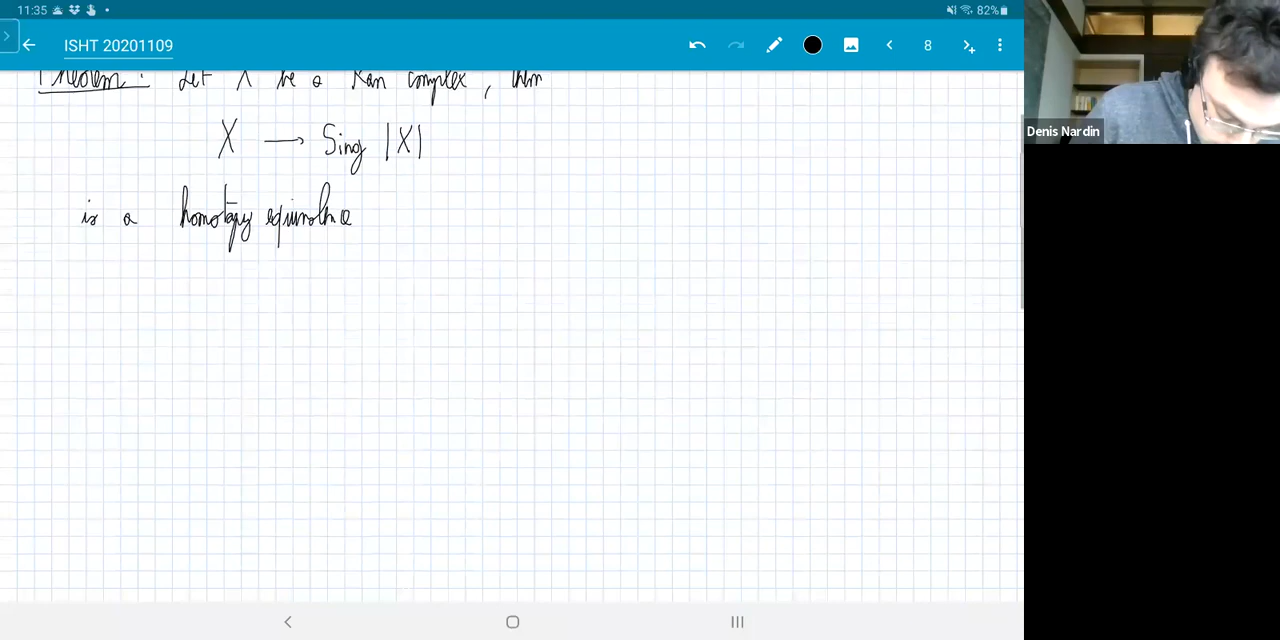 11:35
82%
ISHT 20201109
8
Theorem: Let X be a Kan complex, then
X → Sing |X|
is a homotopy equivalence
Denis Nardin